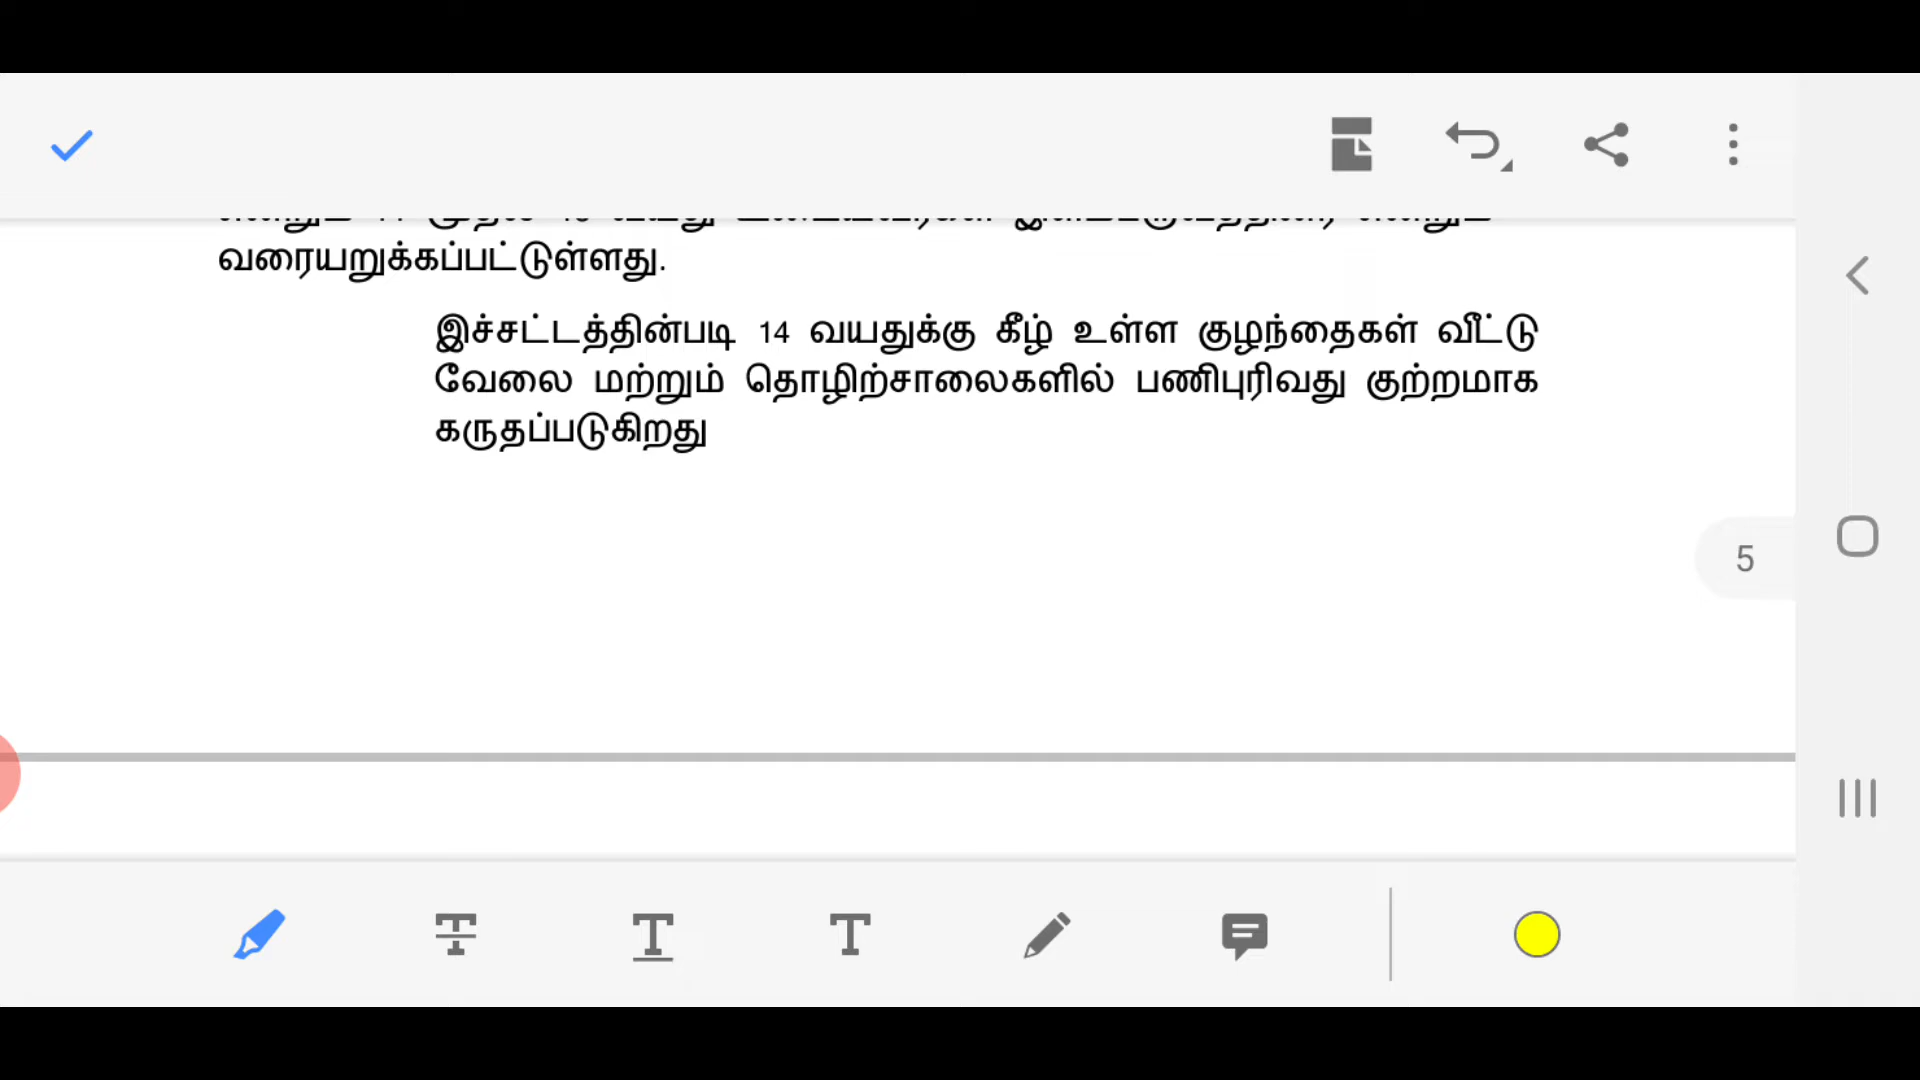 வரையறுக்கப்பட்டுள்ளது.
இச்சட்டத்தின்படி 14 வயதுக்கு கீழ் உள்ள குழந்தைகள் வீட்டு
வேலை மற்றும் தொழிற்சாலைகளில் பணிபுரிவது குற்றமாக
கருதப்படுகிறது
5